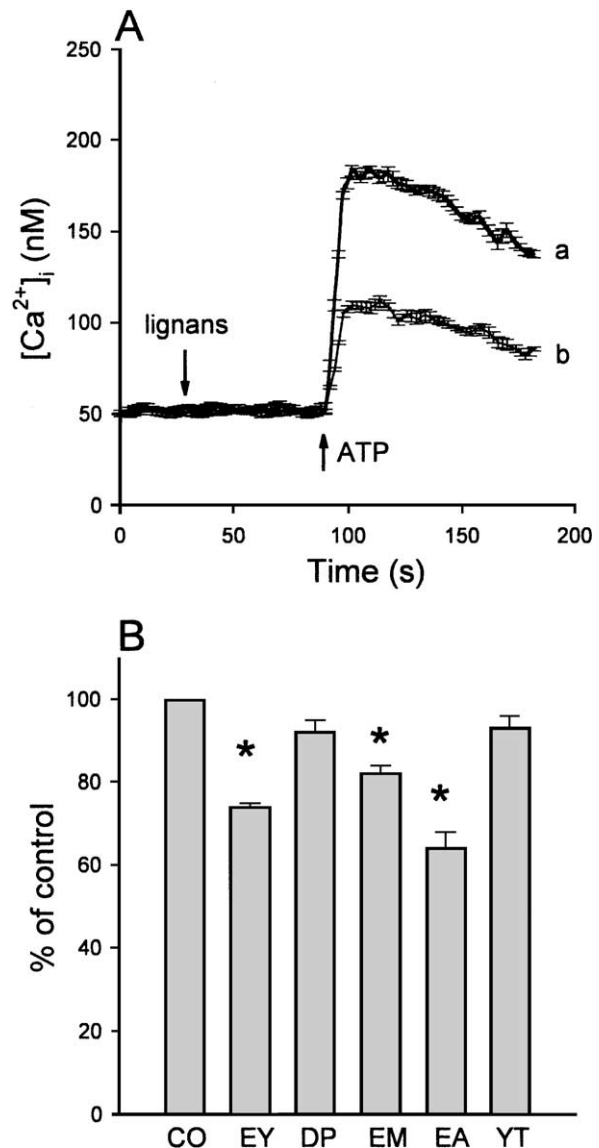 A
250
200
150
100
50
0
[Ca²⁺]ᵢ (nM)
lignans
ATP
a
b
0 50 100 150 200
Time (s)
B
100
80
60
40
20
0
% of control
* * *
CO EY DP EM EA YT